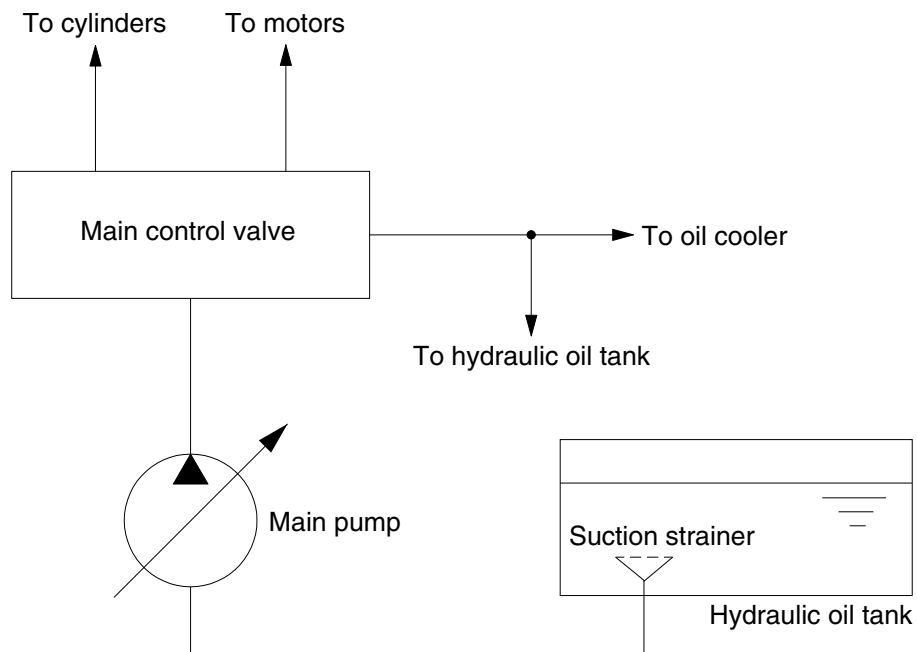 To cylinders
To motors
Main control valve
To oil cooler
To hydraulic oil tank
Main pump
Suction strainer
Hydraulic oil tank